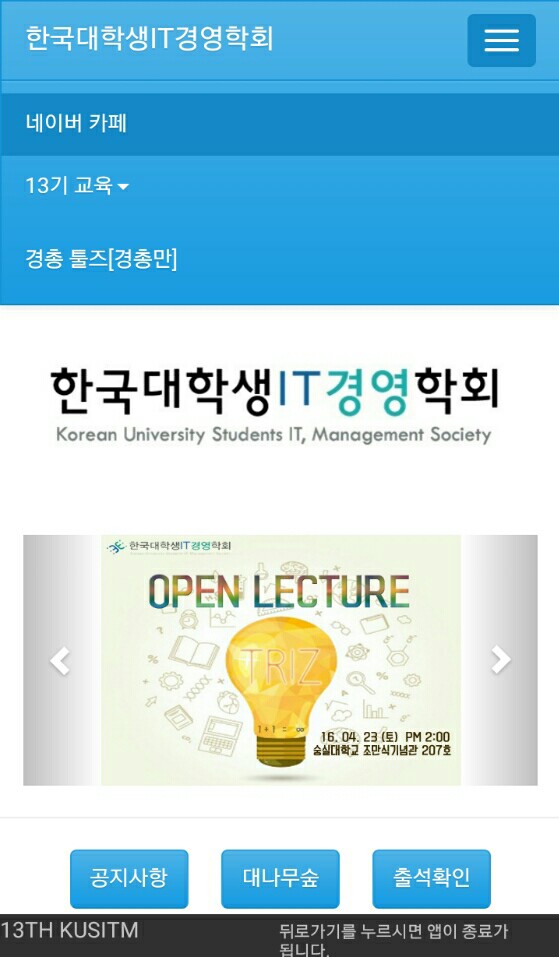 한국대학생IT경영학회
네이버 카페
13기 교육
경총 툴즈[경총만]
한국대학생IT경영학회
Korean University Students IT, Management Society
한국대학생IT경영학회
OPEN LECTURE
TRIZ
1+1=∞
16. 04. 23 (토) PM 2:00
숭실대학교 조만식기념관 207호
공지사항
대나무숲
출석확인
13TH KUSITM
뒤로가기를 누르시면 앱이 종료가
됩니다.